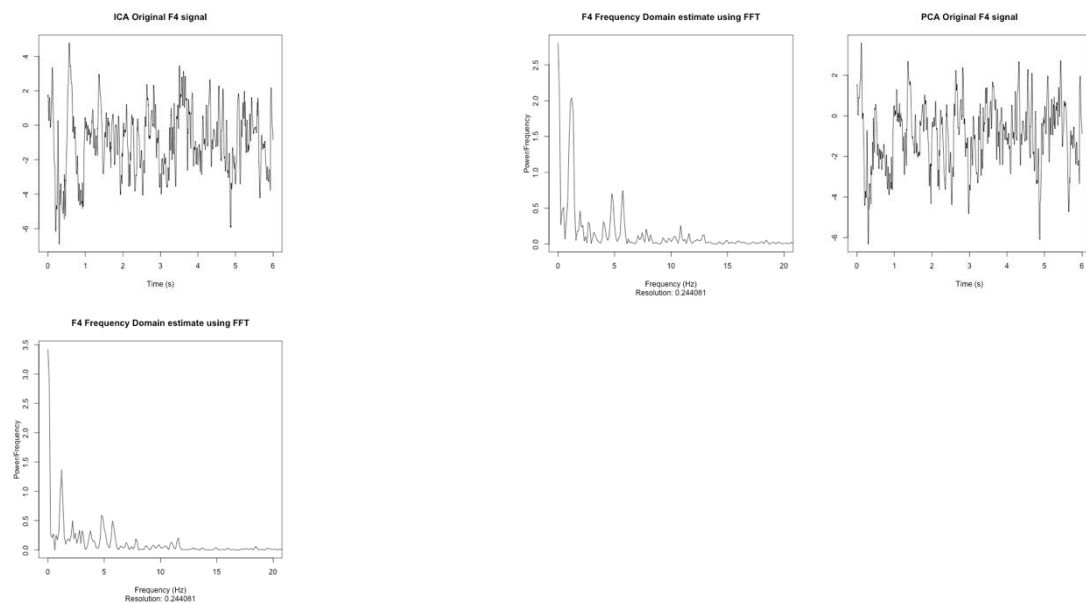 ICA Original F4 signal
4
2
0
-2
-4
-6
0 1 2 3 4 5 6
Time (s)
F4 Frequency Domain estimate using FFT
Power/Frequency
2.5
2.0
1.5
1.0
0.5
0.0
0 5 10 15 20
Frequency (Hz)
Resolution: 0.244081
PCA Original F4 signal
2
0
-2
-4
-6
0 1 2 3 4 5 6
Time (s)
F4 Frequency Domain estimate using FFT
Power/Frequency
3.5
3.0
2.5
2.0
1.5
1.0
0.5
0.0
0 5 10 15 20
Frequency (Hz)
Resolution: 0.244081